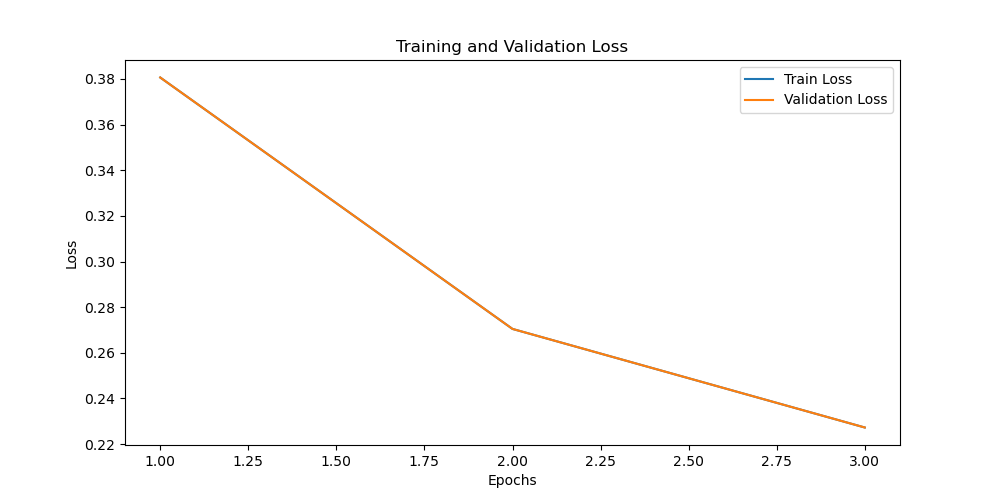 Training and Validation Loss
Train Loss
Validation Loss
0.38
0.36
0.34
0.32
0.30
0.28
0.26
0.24
0.22
Loss
1.00 1.25 1.50 1.75 2.00 2.25 2.50 2.75 3.00
Epochs